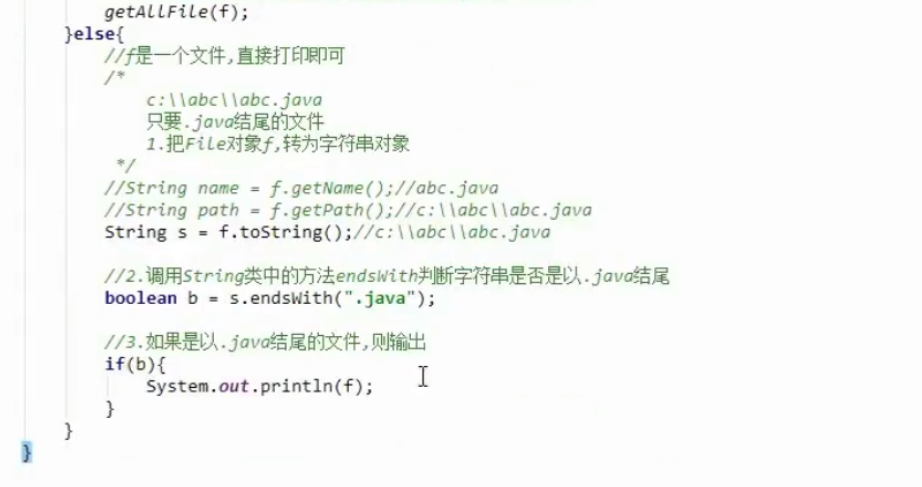 getAllFile(f);
}else{
//f是一个文件,直接打印即可
/*
c:\\abc\\abc.java
只要.java结尾的文件
1.把File对象f,转为字符串对象
*/
//String name = f.getName();//abc.java
//String path = f.getPath();//c:\\abc\\abc.java
String s = f.toString();//c:\\abc\\abc.java
//2.调用String类中的方法endsWith判断字符串是否是以.java结尾
boolean b = s.endsWith(".java");
//3.如果是以.java结尾的文件,则输出
if(b){
System.out.println(f);
}
}
}